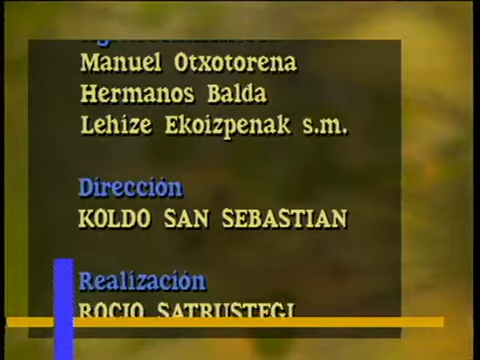 Manuel Otxotorena
Hermanos Balda
Lehize Ekoizpenak s.m.
Dirección
KOLDO SAN SEBASTIAN
Realización
ROCIO SATRUSTEGI